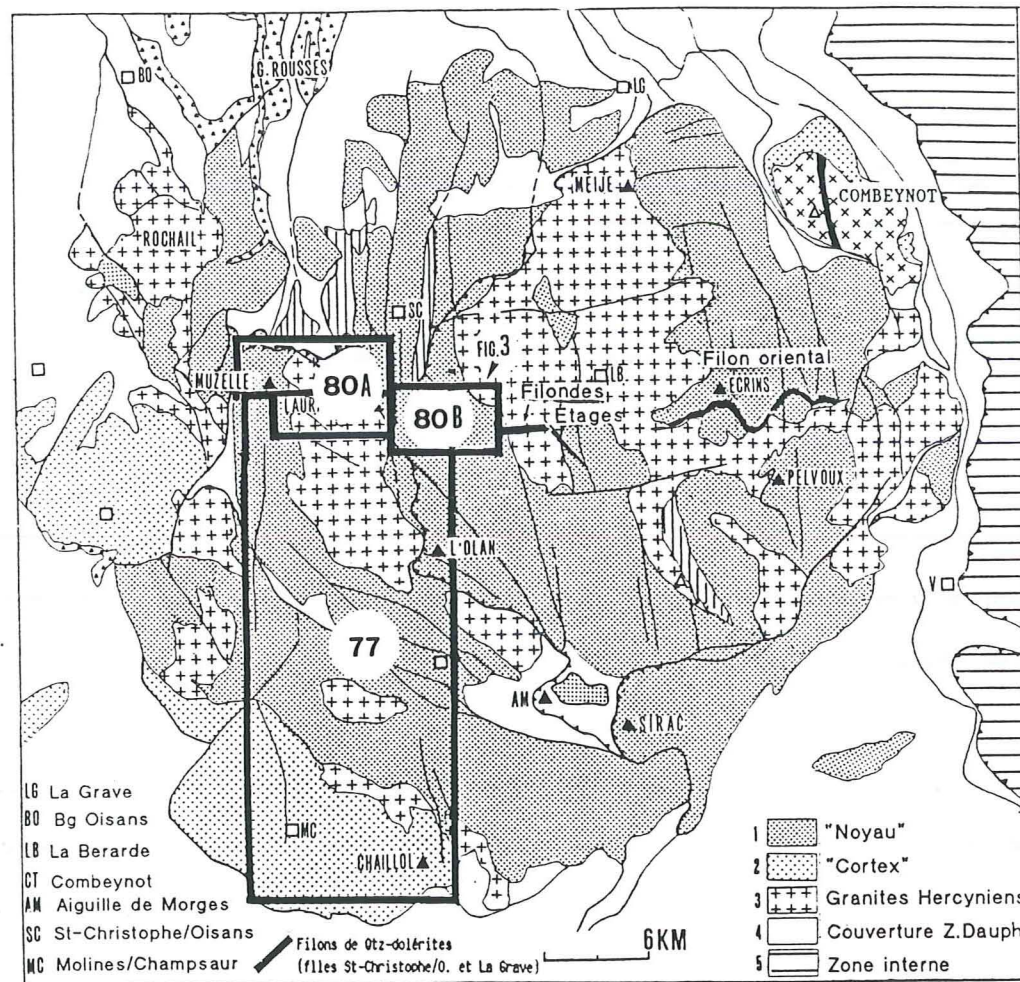 BO
G.ROUSSES
LG
MEIJE
COMBEYNOT
ROCHAIL
SC
FIG.3
MUZELLE
80A
LAUR.
80B
Filon des
Étages
LB
Filon oriental
ECRINS
PELVOUX
L'OLAN
V
77
AM
SIRAC
MC
CHAILLOL
LG La Grave
BO Bg Oisans
LB La Berarde
CT Combeynot
AM Aiguille de Morges
SC St-Christophe/Oisans
MC Molines/Champsaur
Filons de Qtz-dolérites
(flles St-Christophe/O. et La Grave)
6KM
1 "Noyau"
2 "Cortex"
3 Granites Hercyniens
4 Couverture Z.Dauph
5 Zone interne